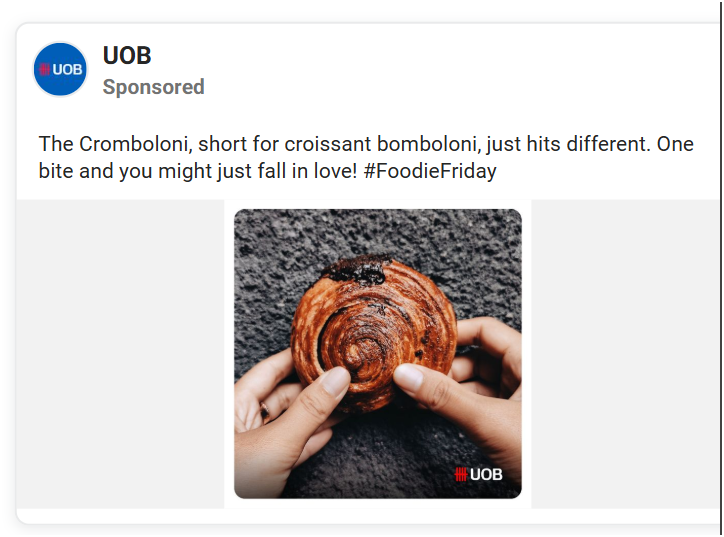 UOB
UOB
Sponsored
The Cromboloni, short for croissant bomboloni, just hits different. One
bite and you might just fall in love! #FoodieFriday
UOB